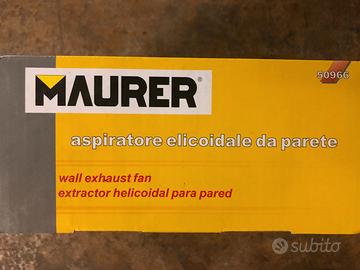 50966
MAURER®
aspiratore elicoidale da parete
wall exhaust fan
extractor helicoidal para pared
subito